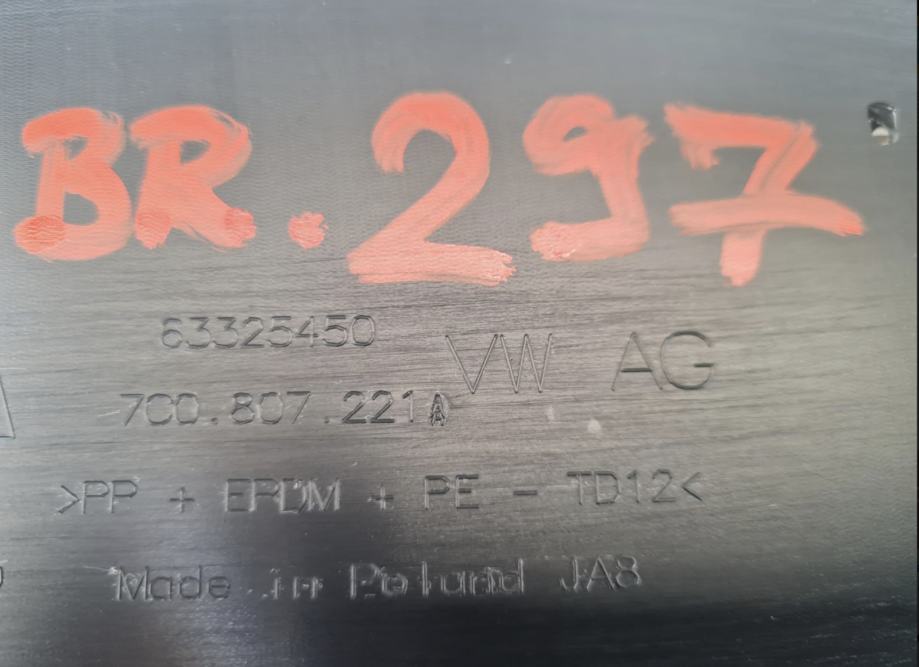 BR.297
63325450
VW AG
7C0.807.221A
>PP + EPDM + PE - TD12<
Made in Poland JA8